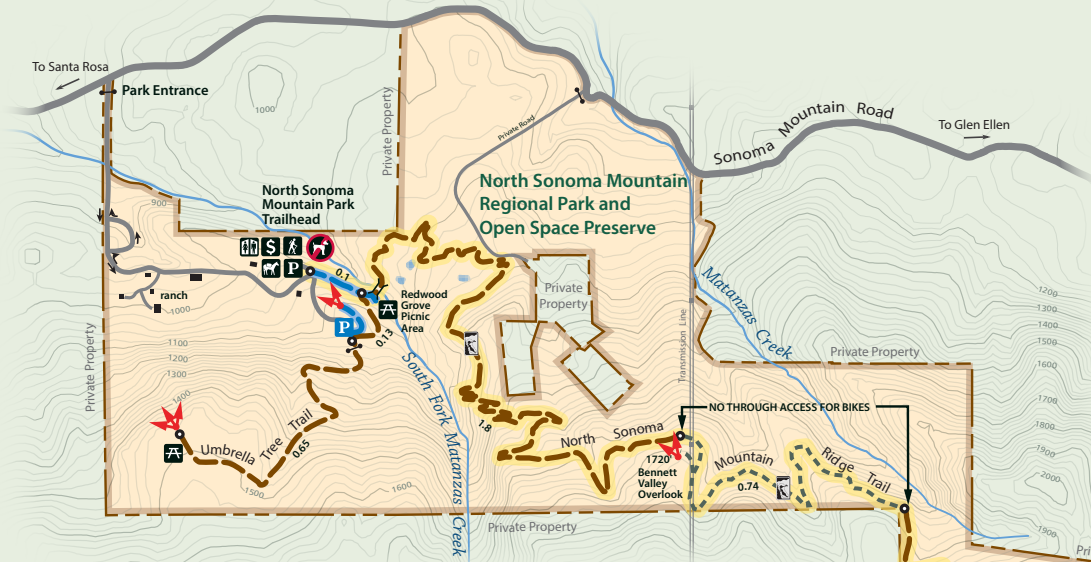 To Santa Rosa
Park Entrance
1000
Private Property
Private Road
Sonoma Mountain Road
To Glen Ellen
North Sonoma
Mountain Park
Trailhead
900
$
P
0.1
North Sonoma Mountain
Regional Park and
Open Space Preserve
ranch
1000
1100
1200
1300
1400
Private Property
P
0.13
Redwood
Grove
Picnic
Area
Private
Property
Matanzas Creek
Transmission Line
Private Property
1200
1300
1400
1500
1600
1700
1800
1900
2000
1900
South Fork Matanzas Creek
Umbrella Tree Trail
0.65
1500
1600
1.8
North Sonoma Mountain Ridge Trail
NO THROUGH ACCESS FOR BIKES
1720'
Bennett
Valley
Overlook
0.74
Private Property
Pri